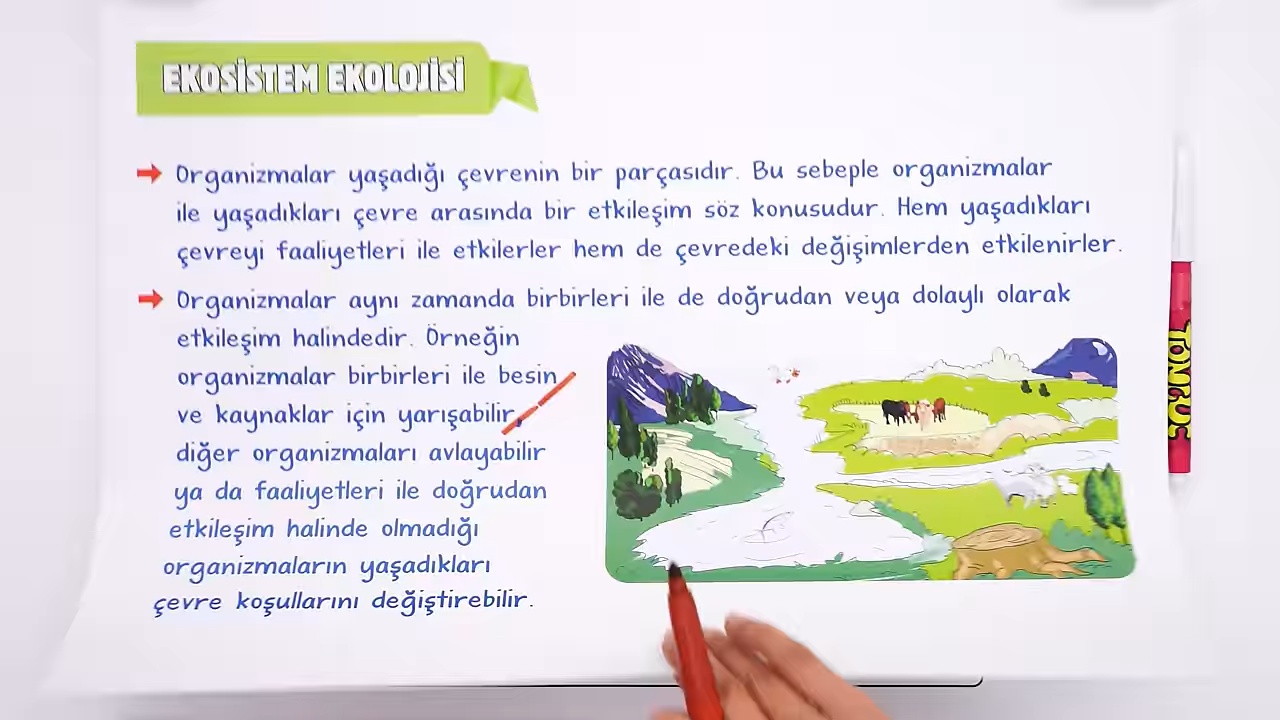 EKOSİSTEM EKOLOJİSİ
Organizmalar yaşadığı çevrenin bir parçasıdır. Bu sebeple organizmalar
ile yaşadıkları çevre arasında bir etkileşim söz konusudur. Hem yaşadıkları
çevreyi faaliyetleri ile etkilerler hem de çevredeki değişimlerden etkilenirler.
Organizmalar aynı zamanda birbirleri ile de doğrudan veya dolaylı olarak
etkileşim halindedir. Örneğin
organizmalar birbirleri ile besin
ve kaynaklar için yarışabilir,
diğer organizmaları avlayabilir
ya da faaliyetleri ile doğrudan
etkileşim halinde olmadığı
organizmaların yaşadıkları
çevre koşullarını değiştirebilir.
TONGUÇ